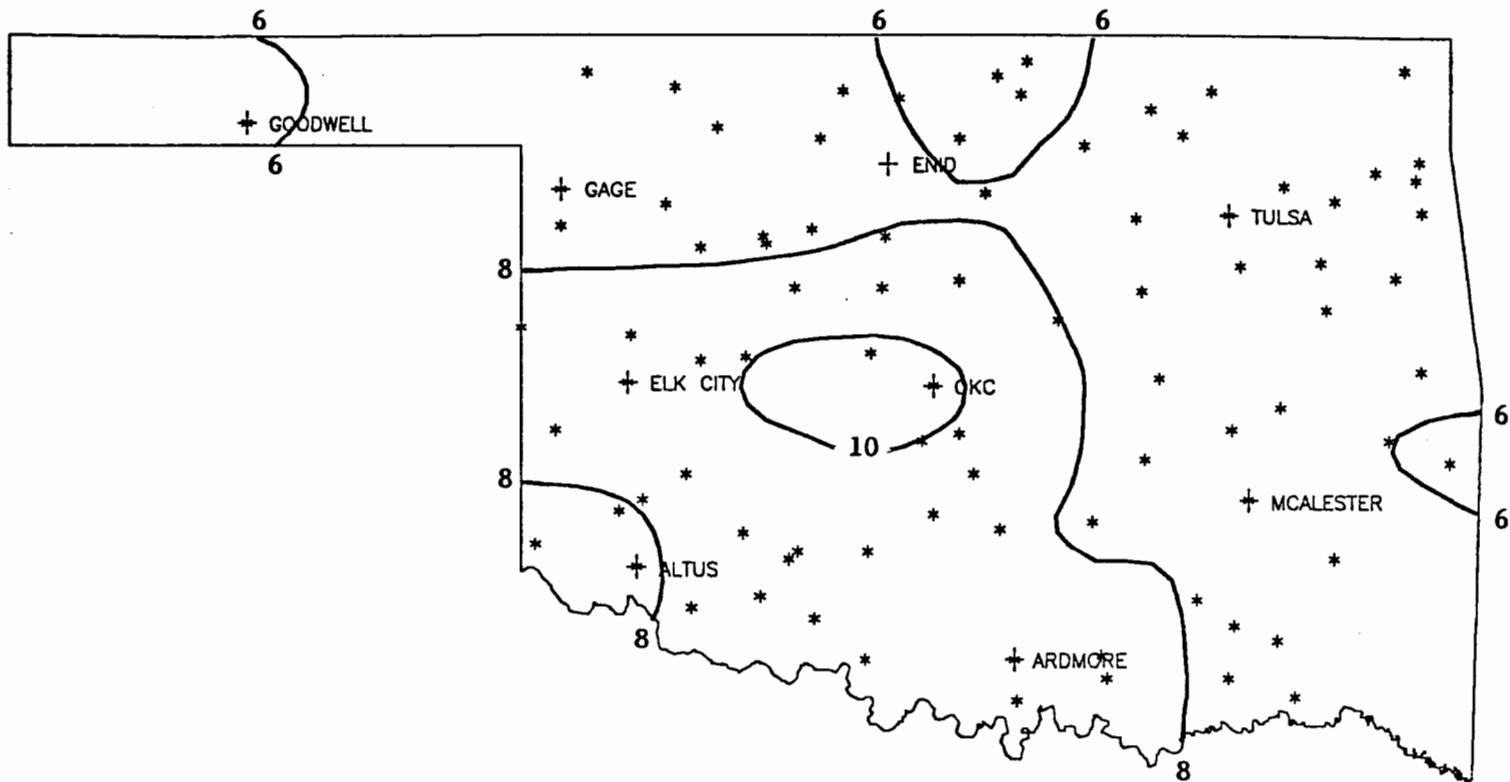 6 6 6
GOODWELL
6
ENID
GAGE
TULSA
8
ELK CITY
OKC
6
10
8
MCALESTER
6
ALTUS
8
ARDMORE
8